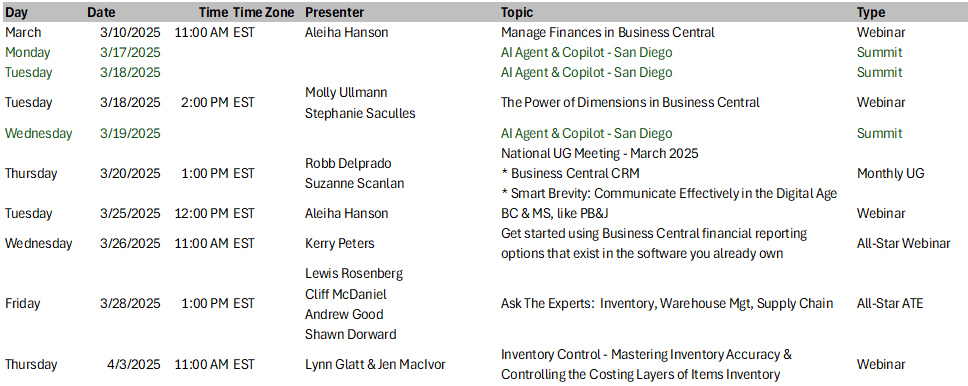 Day Date Time Time Zone Presenter Topic Type
March 3/10/2025 11:00 AM EST Aleiha Hanson Manage Finances in Business Central Webinar
Monday 3/17/2025 AI Agent & Copilot - San Diego Summit
Tuesday 3/18/2025 AI Agent & Copilot - San Diego Summit
Tuesday 3/18/2025 2:00 PM EST Molly Ullmann
Stephanie Saculles The Power of Dimensions in Business Central Webinar
Wednesday 3/19/2025 AI Agent & Copilot - San Diego Summit
Thursday 3/20/2025 1:00 PM EST Robb Delprado
Suzanne Scanlan
National UG Meeting - March 2025
* Business Central CRM
* Smart Brevity: Communicate Effectively in the Digital Age
Monthly UG
Tuesday 3/25/2025 12:00 PM EST Aleiha Hanson BC & MS, like PB&J Webinar
Wednesday 3/26/2025 11:00 AM EST Kerry Peters Get started using Business Central financial reporting
options that exist in the software you already own All-Star Webinar
Friday 3/28/2025 1:00 PM EST Lewis Rosenberg
Cliff McDaniel
Andrew Good
Shawn Dorward
Ask The Experts: Inventory, Warehouse Mgt, Supply Chain All-Star ATE
Thursday 4/3/2025 11:00 AM EST Lynn Glatt & Jen MacIvor Inventory Control - Mastering Inventory Accuracy &
Controlling the Costing Layers of Items Inventory Webinar